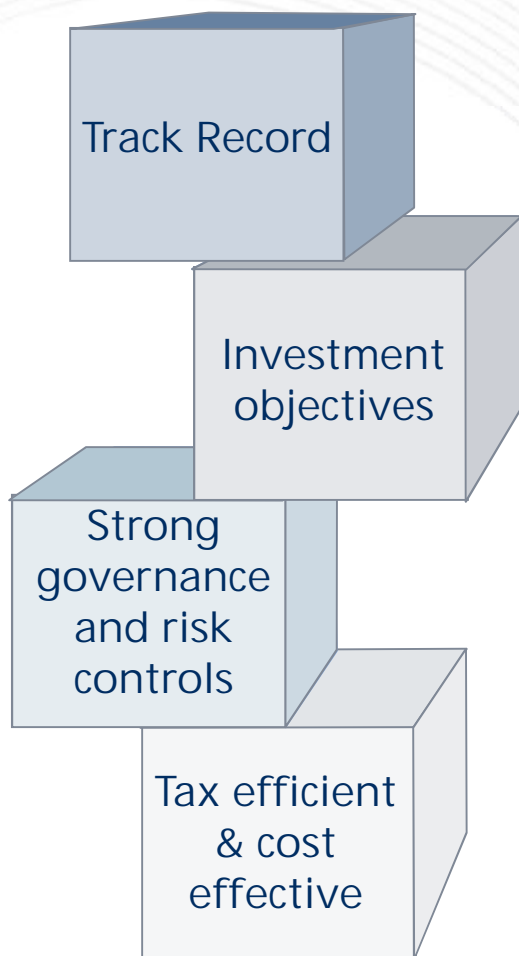 Track Record
Investment
objectives
Strong
governance
and risk
controls
Tax efficient
& cost
effective